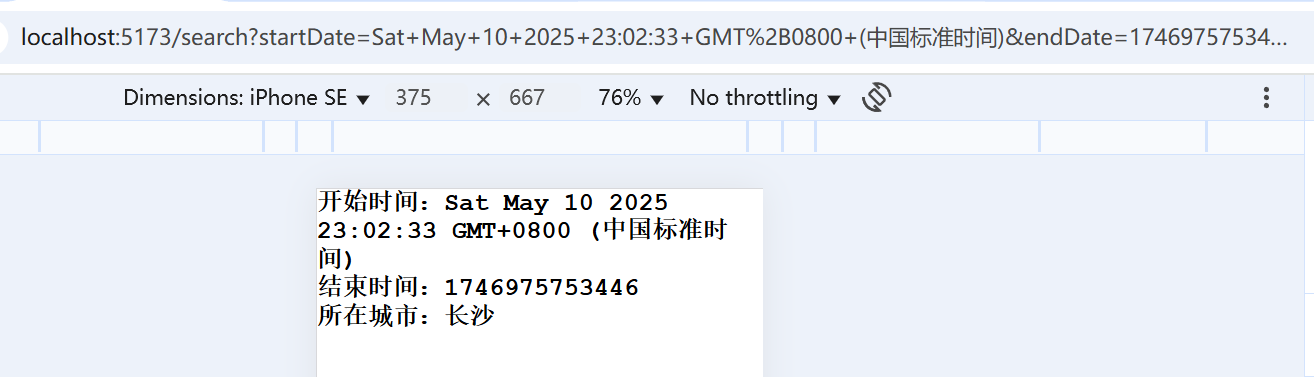 localhost:5173/search?startDate=Sat+May+10+2025+23:02:33+GMT%2B0800+(中国标准时间)&endDate=17469757534...
Dimensions: iPhone SE ▼ 375 × 667 76% ▼ No throttling ▼
开始时间：Sat May 10 2025
23:02:33 GMT+0800 (中国标准时
间)
结束时间：1746975753446
所在城市：长沙